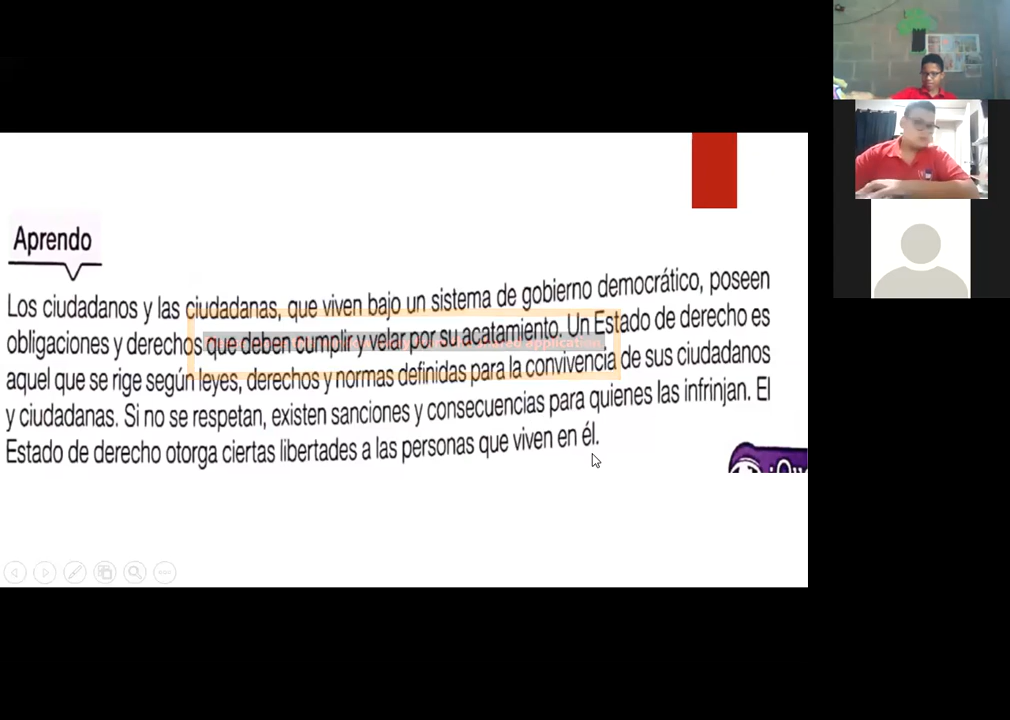 Aprendo
Los ciudadanos y las ciudadanas, que viven bajo un sistema de gobierno democrático, poseen
obligaciones y derechos que deben cumplir y velar por su acatamiento. Un Estado de derecho es
aquel que se rige según leyes, derechos y normas definidas para la convivencia de sus ciudadanos
y ciudadanas. Si no se respetan, existen sanciones y consecuencias para quienes las infrinjan. El
Estado de derecho otorga ciertas libertades a las personas que viven en él.